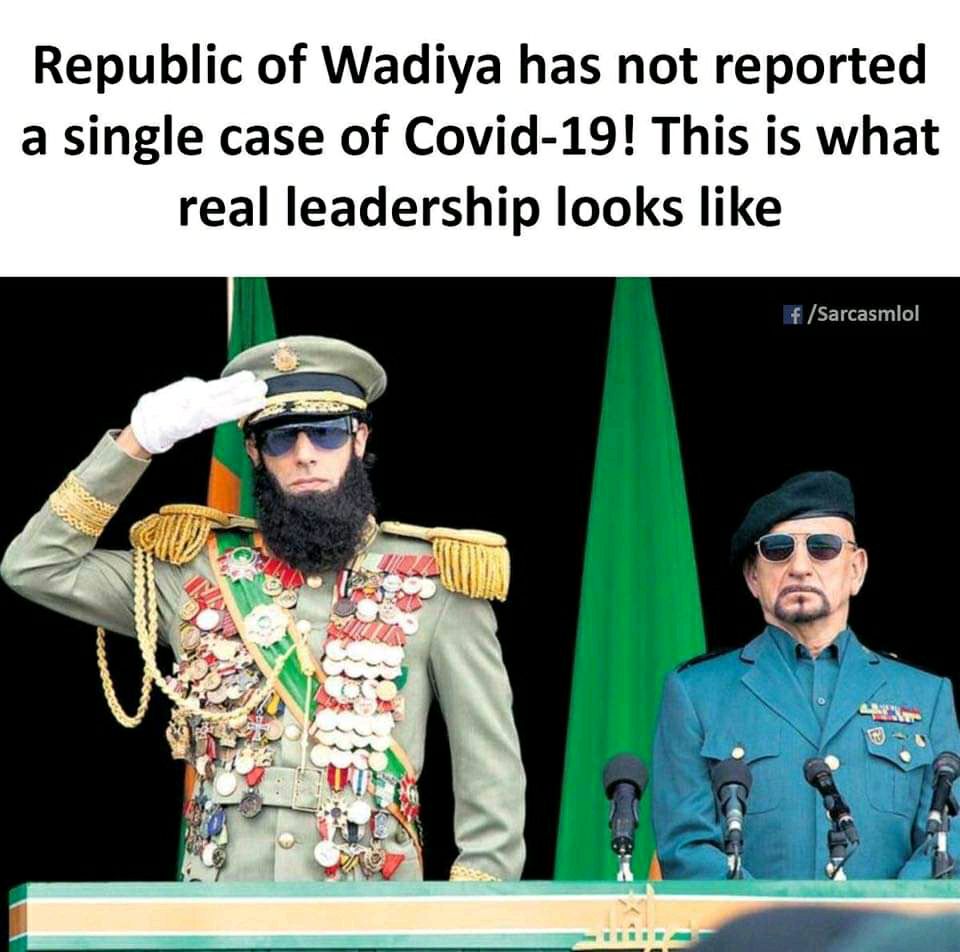 Republic of Wadiya has not reported
a single case of Covid-19! This is what
real leadership looks like
f /Sarcasmlol